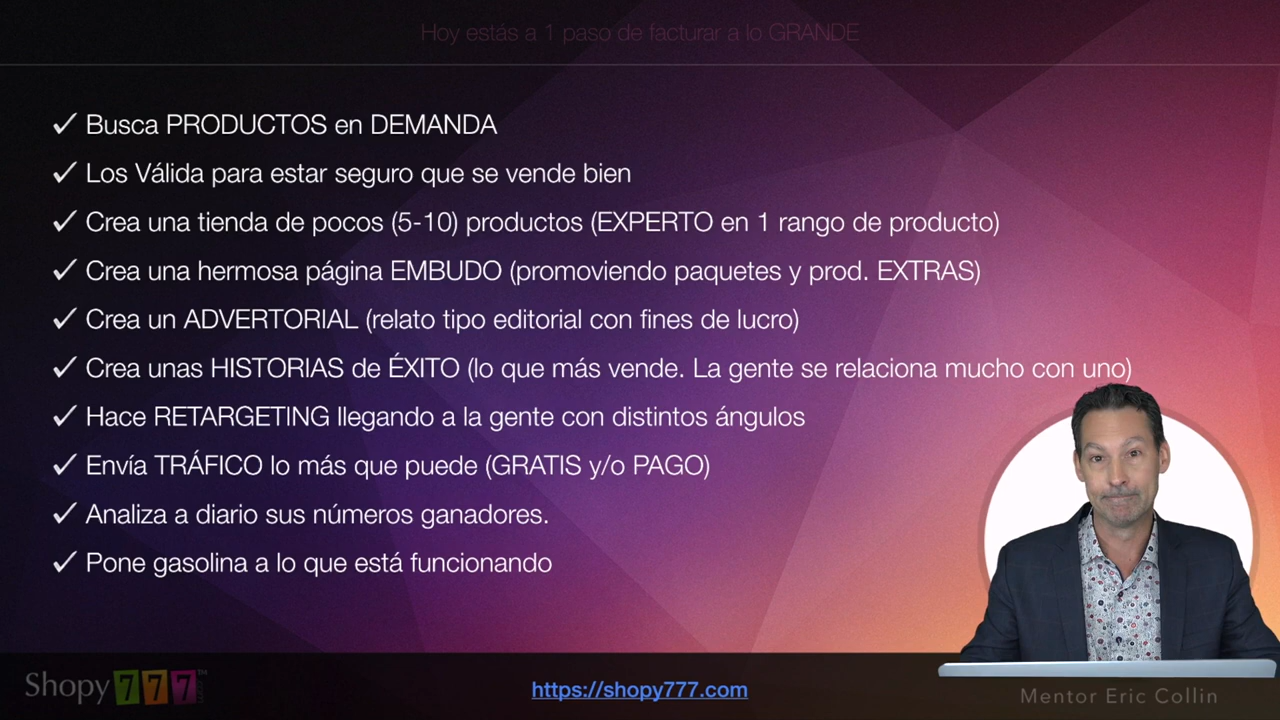 Hoy estás a 1 paso de facturar a lo GRANDE
✓ Busca PRODUCTOS en DEMANDA
✓ Los Válida para estar seguro que se vende bien
✓ Crea una tienda de pocos (5-10) productos (EXPERTO en 1 rango de producto)
✓ Crea una hermosa página EMBUDO (promoviendo paquetes y prod. EXTRAS)
✓ Crea un ADVERTORIAL (relato tipo editorial con fines de lucro)
✓ Crea unas HISTORIAS de ÉXITO (lo que más vende. La gente se relaciona mucho con uno)
✓ Hace RETARGETING llegando a la gente con distintos ángulos
✓ Envía TRÁFICO lo más que puede (GRATIS y/o PAGO)
✓ Analiza a diario sus números ganadores.
✓ Pone gasolina a lo que está funcionando
Shopy 777™
https://shopy777.com
Mentor Eric Collin